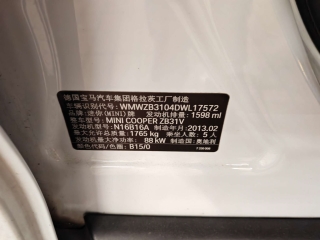 德国宝马汽车集团格拉茨工厂制造
车辆识别代号: WMWZB3104DWL17572
品牌: 迷你(MINI)牌 发动机排量: 1598 ml
整车型号: MINI COOPER ZB31V
发动机型号: N16B16A 制造年月: 2013.02
最大允许总质量: 1765 kg 乘坐人数: 5 人
发动机最大净功率: 88 kW 制造国: 奥地利
颜色代码/色图: B15/0